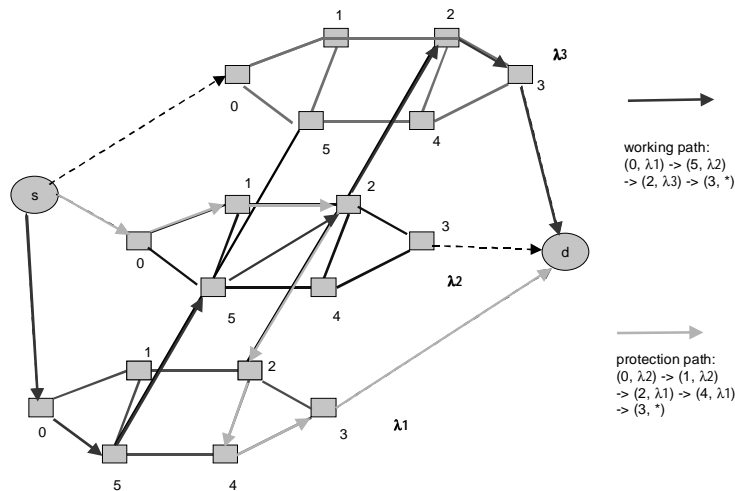 1
2
λ3
0
3
5
4
working path:
(0, λ1) -> (5, λ2)
-> (2, λ3) -> (3, *)
s
1
2
0
3
d
λ2
5
4
1
2
protection path:
(0, λ2) -> (1, λ2)
-> (2, λ1) -> (4, λ1)
-> (3, *)
0
3
λ1
5
4